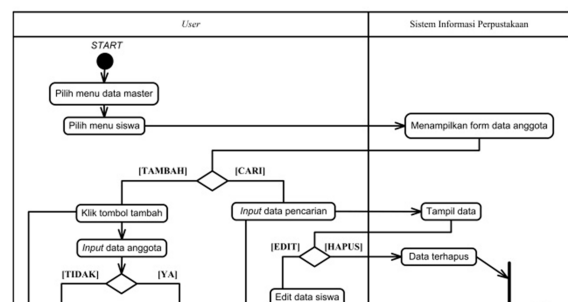 User
Sistem Informasi Perpustakaan
START
Pilih menu data master
Pilih menu siswa
Menampilkan form data anggota
[TAMBAH]
[CARI]
Klik tombol tambah
Input data pencarian
Tampil data
Input data anggota
[EDIT]
[HAPUS]
Data terhapus
[TIDAK]
[YA]
Edit data siswa